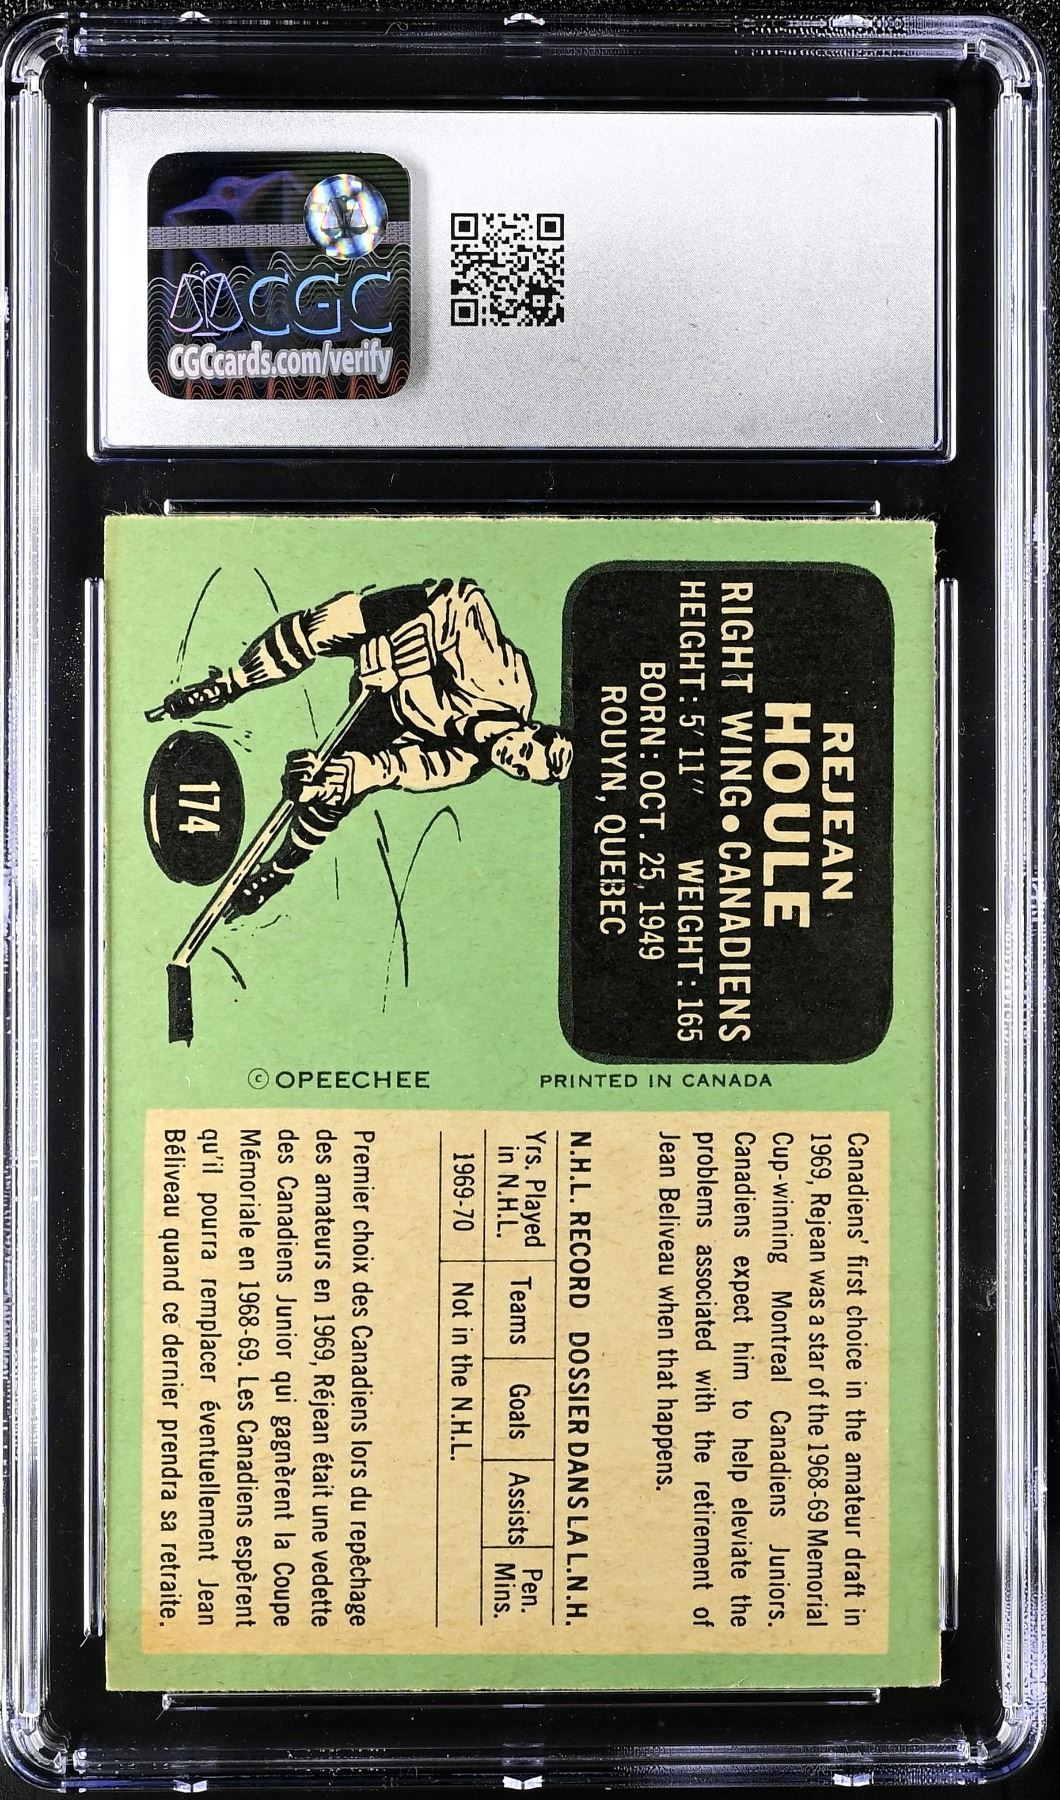 CGC
CGCcards.com/verify
REJEAN
HOULE
RIGHT WING•CANADIENS
HEIGHT: 5' 11" WEIGHT: 165
BORN: OCT. 25, 1949
ROUYN, QUEBEC
174
© OPEECHEE
PRINTED IN CANADA
Canadiens' first choice in the amateur draft in
1969, Rejean was a star of the 1968-69 Memorial
Cup-winning Montreal Canadiens Juniors.
Canadiens expect him to help eleviate the
problems associated with the retirement of
Jean Beliveau when that happens.
N.H.L. RECORD DOSSIER DANS LA L.N.H.
Yrs. Played
in N.H.L. Teams Goals Assists Pen.
Mins.
1969-70 Not in the N.H.L.
Premier choix des Canadiens lors du repêchage
des amateurs en 1969, Réjean était une vedette
des Canadiens Junior qui gagnèrent la Coupe
Mémoriale en 1968-69. Les Canadiens espèrent
qu'il pourra remplacer éventuellement Jean
Béliveau quand ce dernier prendra sa retraite.